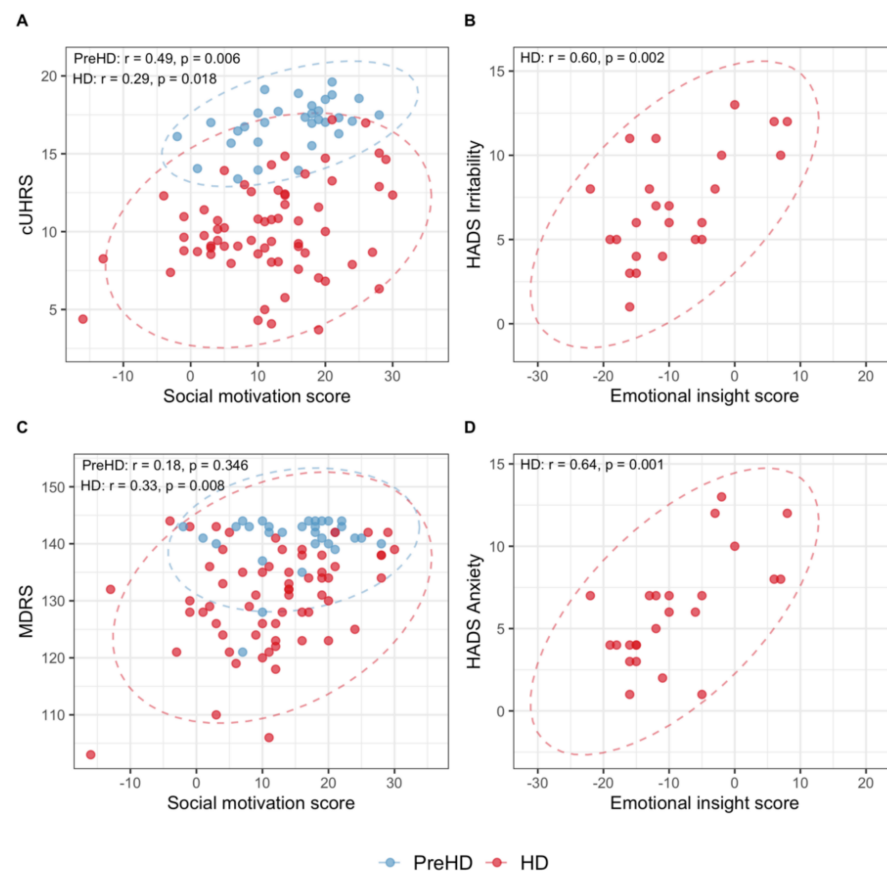 A
PreHD: r = 0.49, p = 0.006
HD: r = 0.29, p = 0.018
20
15
10
5
cUHRS
-10
0
10
20
30
Social motivation score
B
HD: r = 0.60, p = 0.002
15
10
5
0
HADS Irritability
-30
-20
-10
0
10
20
Emotional insight score
C
PreHD: r = 0.18, p = 0.346
HD: r = 0.33, p = 0.008
150
140
130
120
110
MDRS
-10
0
10
20
30
Social motivation score
D
HD: r = 0.64, p = 0.001
15
10
5
0
HADS Anxiety
-30
-20
-10
0
10
20
Emotional insight score
PreHD HD